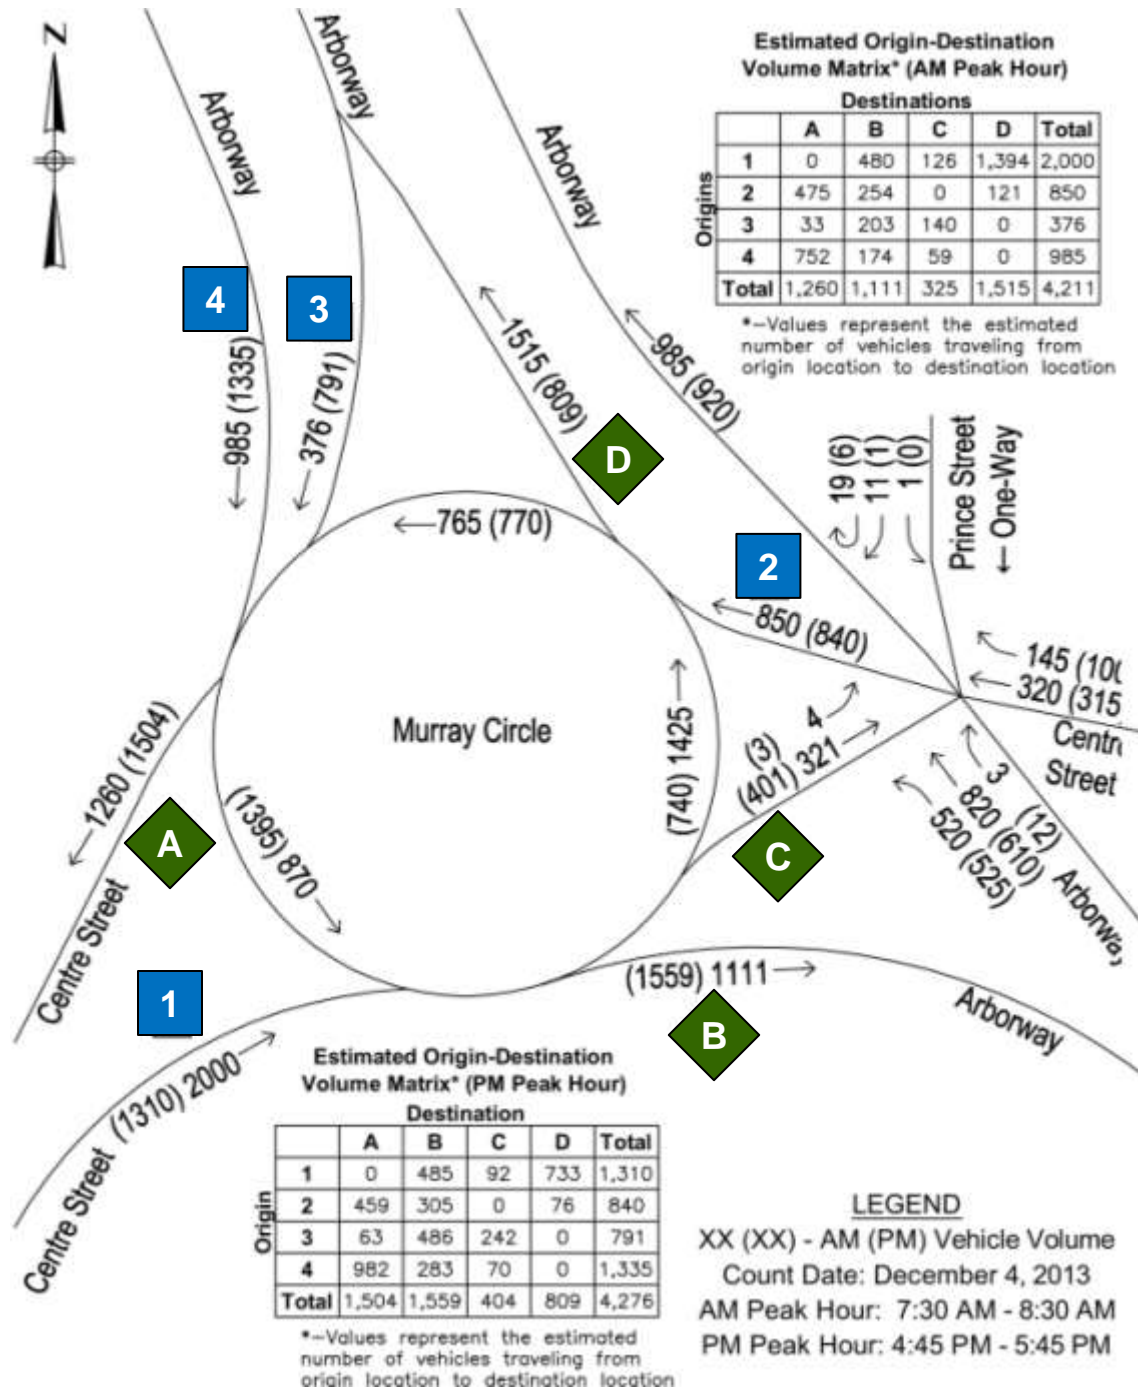 N
Arborway
Arborway
Arborway
Estimated Origin-Destination
Volume Matrix* (AM Peak Hour)
Destinations
Origins
A B C D Total
1 0 480 126 1,394 2,000
2 475 254 0 121 850
3 33 203 140 0 376
4 752 174 59 0 985
Total 1,260 1,111 325 1,515 4,211
*-Values represent the estimated
number of vehicles traveling from
origin location to destination location
4
3
985 (1335)
376 (791)
1515 (809)
985 (920)
D
19 (6)
11 (1)
1 (0)
Prince Street
← One-Way
765 (770)
2
850 (840)
145 (10
320 (315
Centr
Street
Murray Circle
4
(3)
(401) 321
(740) 1425
3
(12)
820 (610)
520 (525)
Arborway
1260 (1504)
A
(1395) 870
C
Centre Street
1
(1559) 1111
B
Arborway
(1310) 2000
Centre Street
Estimated Origin-Destination
Volume Matrix* (PM Peak Hour)
Destination
Origin
A B C D Total
1 0 485 92 733 1,310
2 459 305 0 76 840
3 63 486 242 0 791
4 982 283 70 0 1,335
Total 1,504 1,559 404 809 4,276
*-Values represent the estimated
number of vehicles traveling from
origin location to destination location
LEGEND
XX (XX) - AM (PM) Vehicle Volume
Count Date: December 4, 2013
AM Peak Hour: 7:30 AM - 8:30 AM
PM Peak Hour: 4:45 PM - 5:45 PM